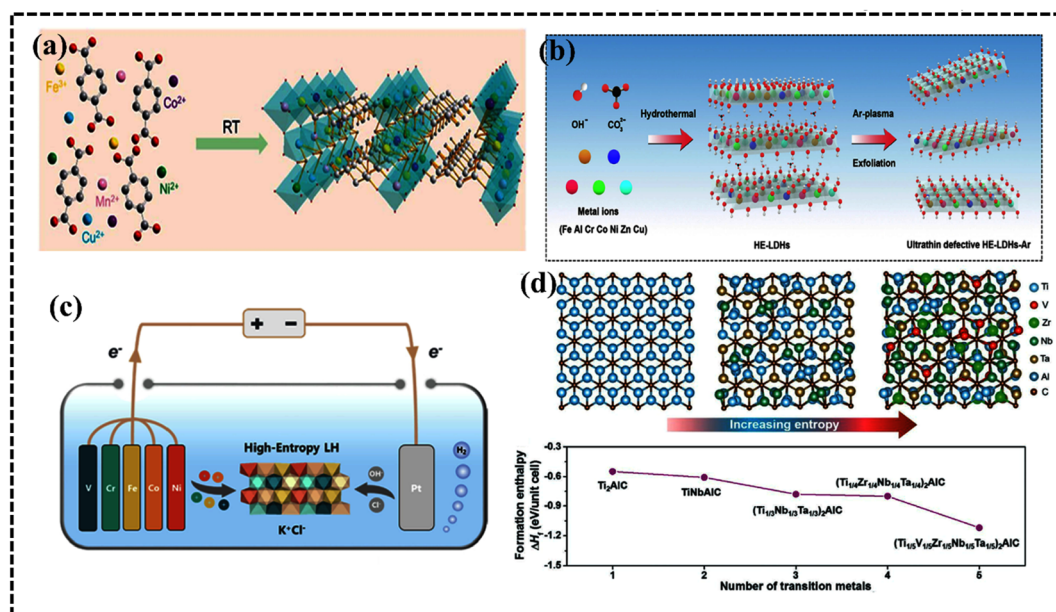 (a)
Fe³⁺
Co²⁺
RT
Ni²⁺
Mn²⁺
Cu²⁺
(b)
OH⁻
CO₃²⁻
Hydrothermal
Ar-plasma
Exfoliation
Metal ions
(Fe Al Cr Co Ni Zn Cu)
HE-LDHs
Ultrathin defective HE-LDHs-Ar
(c)
+ −
e⁻
e⁻
High-Entropy LH
H₂
V
Cr
Fe
Co
Ni
OH
Cl
Pt
K⁺Cl⁻
(d)
Ti
V
Zr
Nb
Ta
Al
C
Increasing entropy
Formation enthalpy
ΔHf (eV/unit cell)
-0.3
-0.6
-0.9
-1.2
-1.5
Ti₂AlC
TiNbAlC
(Ti₁/₃Nb₁/₃Ta₁/₃)₂AlC
(Ti₁/₄Zr₁/₄Nb₁/₄Ta₁/₄)₂AlC
(Ti₁/₅V₁/₅Zr₁/₅Nb₁/₅Ta₁/₅)₂AlC
1 2 3 4 5
Number of transition metals